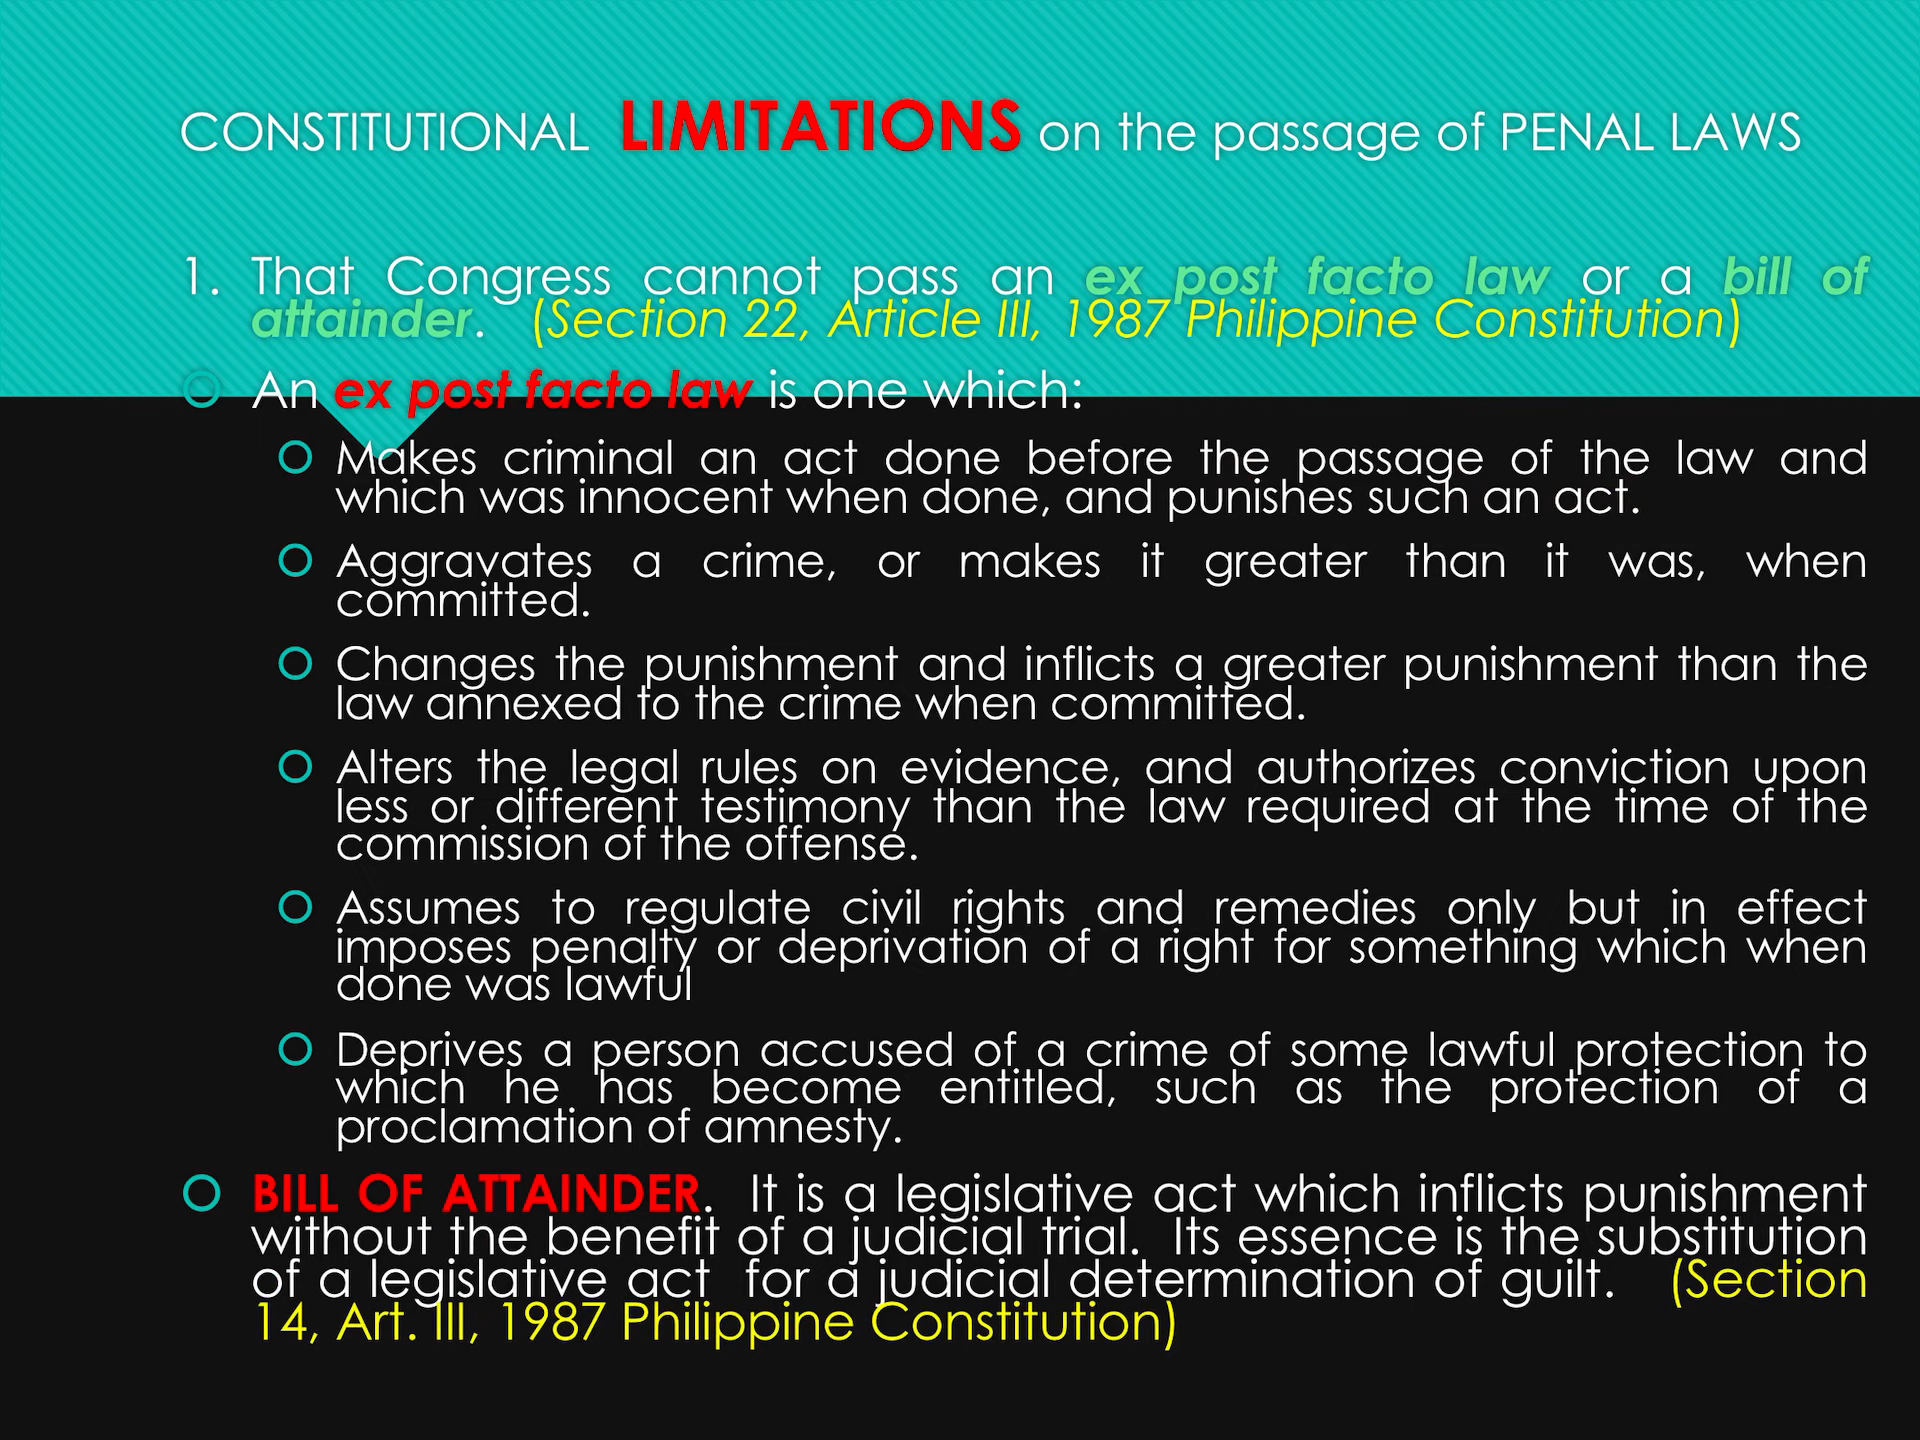 CONSTITUTIONAL LIMITATIONS on the passage of PENAL LAWS
1. That Congress cannot pass an ex post facto law or a bill of
attainder. (Section 22, Article III, 1987 Philippine Constitution)
An ex post facto law is one which:
Makes criminal an act done before the passage of the law and
which was innocent when done, and punishes such an act.
Aggravates a crime, or makes it greater than it was, when
committed.
Changes the punishment and inflicts a greater punishment than the
law annexed to the crime when committed.
Alters the legal rules on evidence, and authorizes conviction upon
less or different testimony than the law required at the time of the
commission of the offense.
Assumes to regulate civil rights and remedies only but in effect
imposes penalty or deprivation of a right for something which when
done was lawful
Deprives a person accused of a crime of some lawful protection to
which he has become entitled, such as the protection of a
proclamation of amnesty.
BILL OF ATTAINDER. It is a legislative act which inflicts punishment
without the benefit of a judicial trial. Its essence is the substitution
of a legislative act for a judicial determination of guilt. (Section
14, Art. III, 1987 Philippine Constitution)